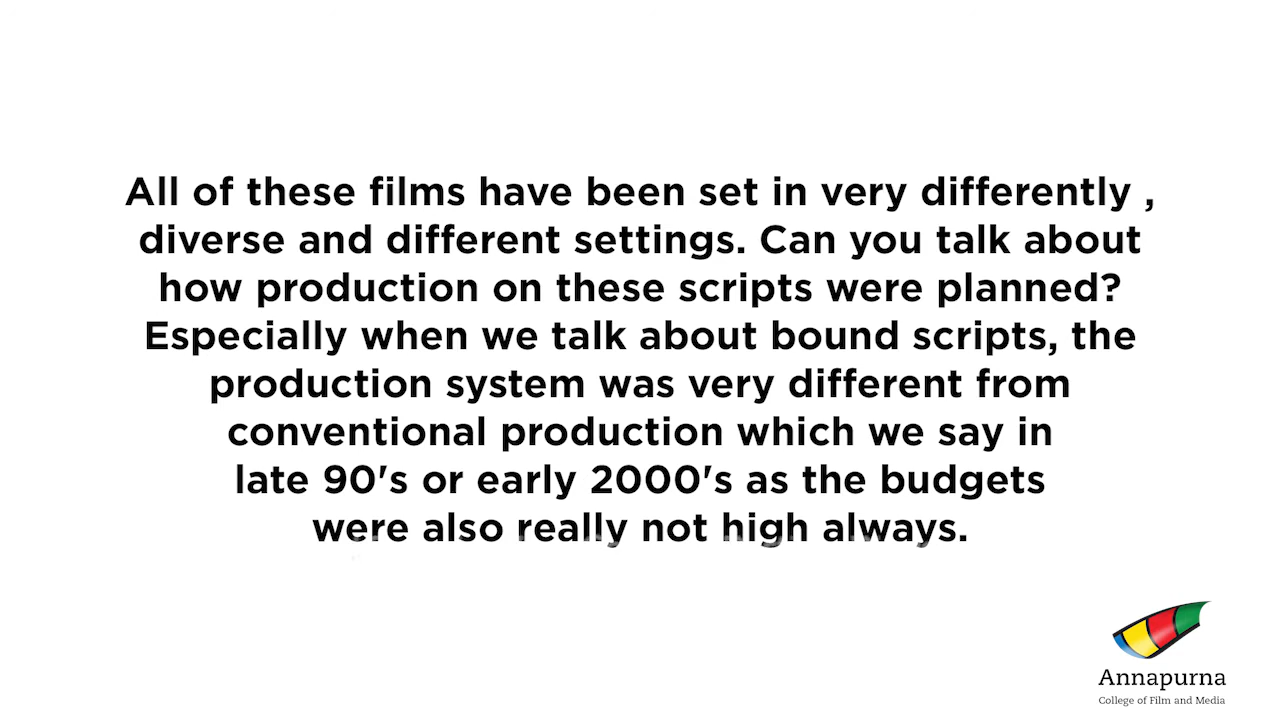 All of these films have been set in very differently ,
diverse and different settings. Can you talk about
how production on these scripts were planned?
Especially when we talk about bound scripts, the
production system was very different from
conventional production which we say in
late 90's or early 2000's as the budgets
were also really not high always.
Annapurna
College of Film and Media